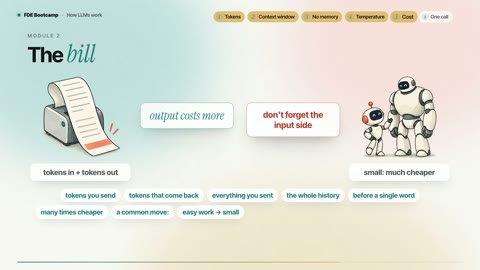 FDE Bootcamp · How LLMs work
Tokens
Context window
No memory
Temperature
Cost
One call
MODULE 2
The bill
output costs more
don't forget the
input side
tokens in + tokens out
small: much cheaper
tokens you send
tokens that come back
everything you sent
the whole history
before a single word
many times cheaper
a common move:
easy work → small